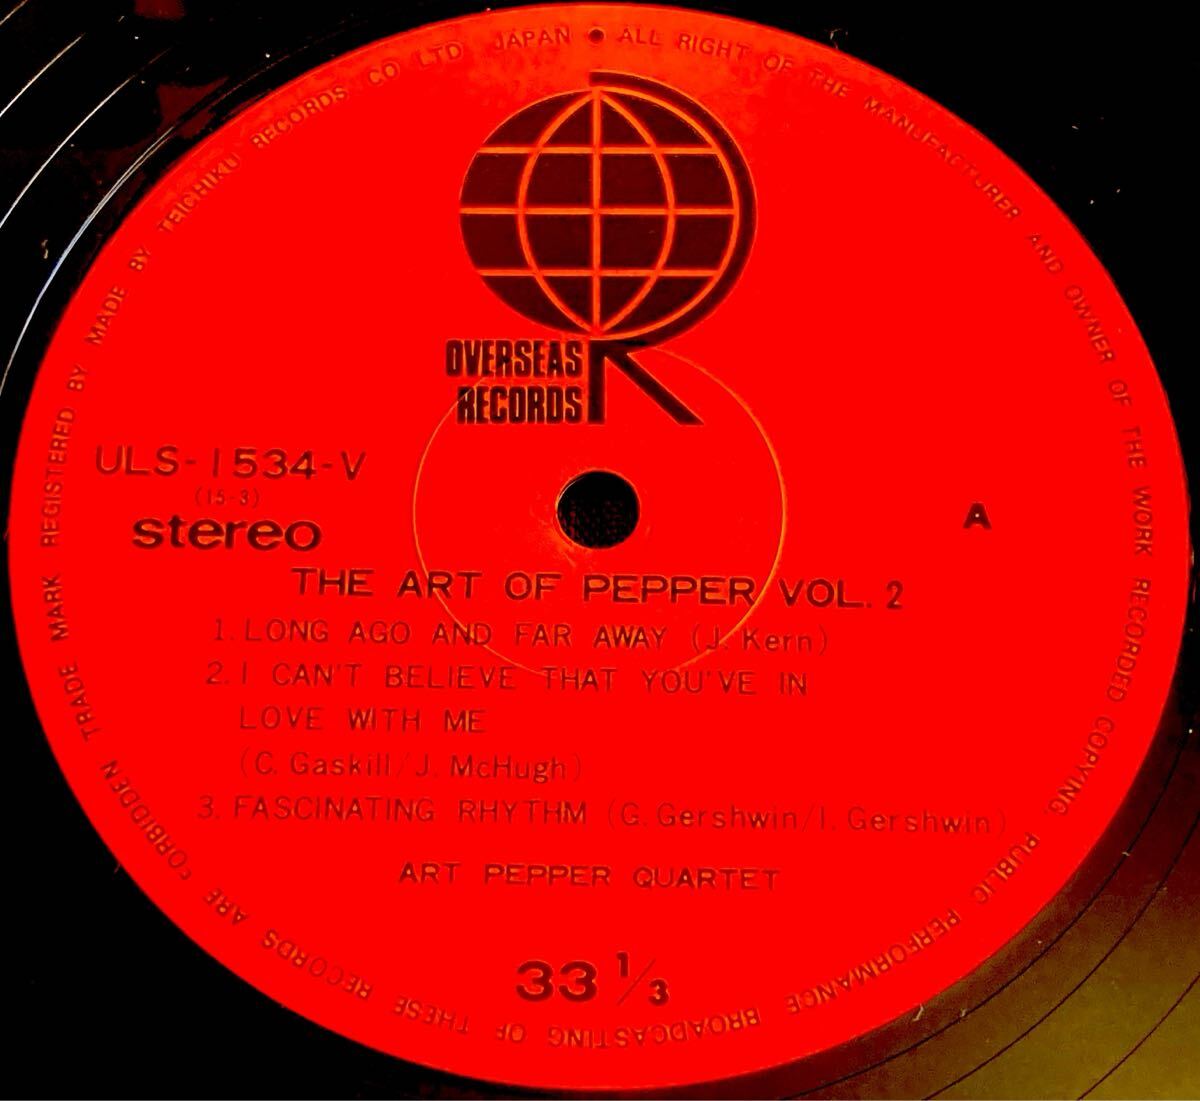 TRADE MARK REGISTERED BY MADE BY TEICHIKU RECORDS CO LTD JAPAN ● ALL RIGHT OF THE MANUFACTURER AND OWNER OF THE WORK RECORDED COPYING, PUBLIC PERFORMANCE BROADCASTING OF THESE RECORDS ARE FORBIDDEN
OVERSEAS
RECORDS
ULS-1534-V
(15-3)
stereo
A
THE ART OF PEPPER VOL. 2
1. LONG AGO AND FAR AWAY (J. Kern)
2. I CAN'T BELIEVE THAT YOU'VE IN
LOVE WITH ME
(C. Gaskill/J. McHugh)
3. FASCINATING RHYTHM (G. Gershwin/I. Gershwin)
ART PEPPER QUARTET
33 1/3